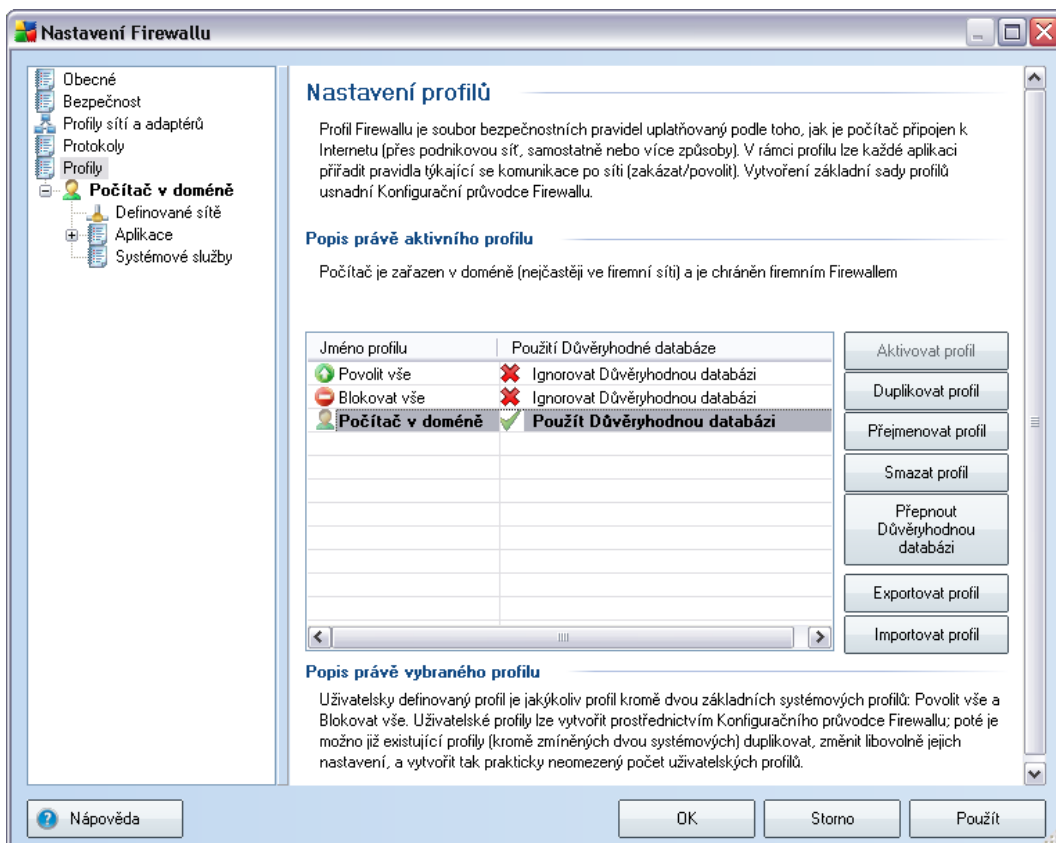 Nastavení Firewallu
Obecné
Bezpečnost
Profily sítí a adaptérů
Protokoly
Profily
Počítač v doméně
Definované sítě
Aplikace
Systémové služby
Nastavení profilů
Profil Firewallu je soubor bezpečnostních pravidel uplatňovaný podle toho, jak je počítač připojen k
Internetu (přes podnikovou síť, samostatně nebo více způsoby). V rámci profilu lze každé aplikaci
přiřadit pravidla týkající se komunikace po síti (zakázat/povolit). Vytvoření základní sady profilů
usnadní Konfigurační průvodce Firewallu.
Popis právě aktivního profilu
Počítač je zařazen v doméně (nejčastěji ve firemní síti) a je chráněn firemním Firewallem
Jméno profilu Použití Důvěryhodné databáze
Povolit vše Ignorovat Důvěryhodnou databázi
Blokovat vše Ignorovat Důvěryhodnou databázi
Počítač v doméně Použít Důvěryhodnou databázi
Aktivovat profil
Duplikovat profil
Přejmenovat profil
Smazat profil
Přepnout
Důvěryhodnou
databázi
Exportovat profil
Importovat profil
Popis právě vybraného profilu
Uživatelsky definovaný profil je jakýkoliv profil kromě dvou základních systémových profilů: Povolit vše a
Blokovat vše. Uživatelské profily lze vytvořit prostřednictvím Konfiguračního průvodce Firewallu; poté je
možno již existující profily (kromě zmíněných dvou systémových) duplikovat, změnit libovolně jejich
nastavení, a vytvořit tak prakticky neomezený počet uživatelských profilů.
Nápověda
OK
Storno
Použít